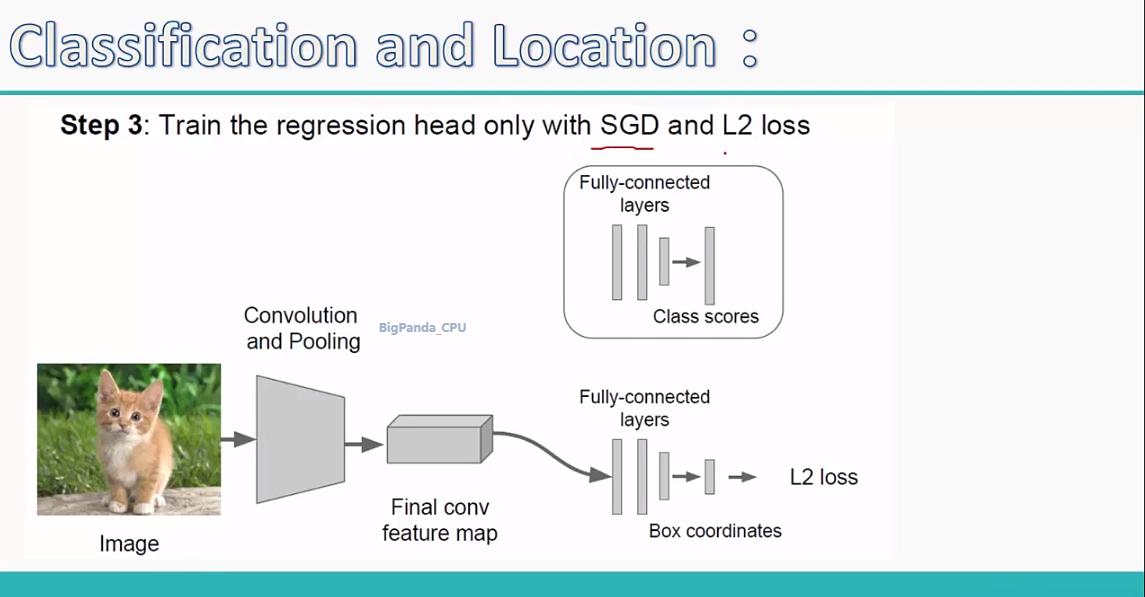 Classification and Location :
Step 3: Train the regression head only with SGD and L2 loss
Fully-connected
layers
Class scores
Convolution
and Pooling
BigPanda_CPU
Fully-connected
layers
L2 loss
Final conv
feature map
Box coordinates
Image